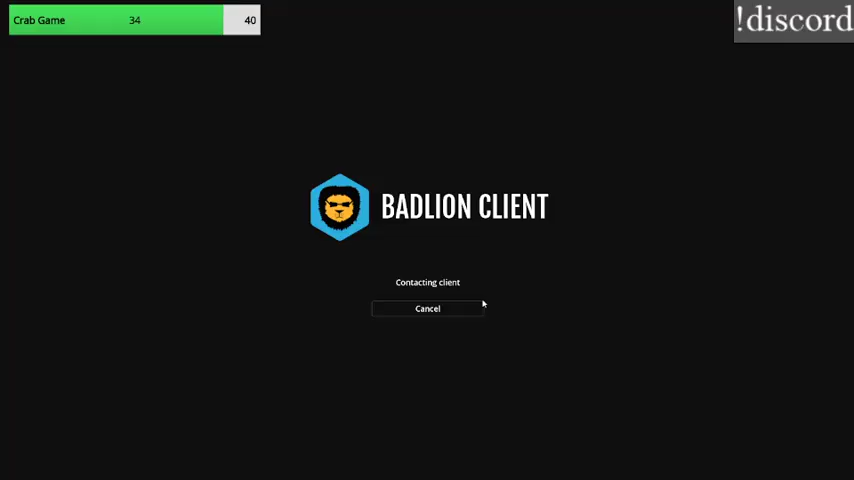 Crab Game 34 40
!discord
BADLION CLIENT
Contacting client
Cancel